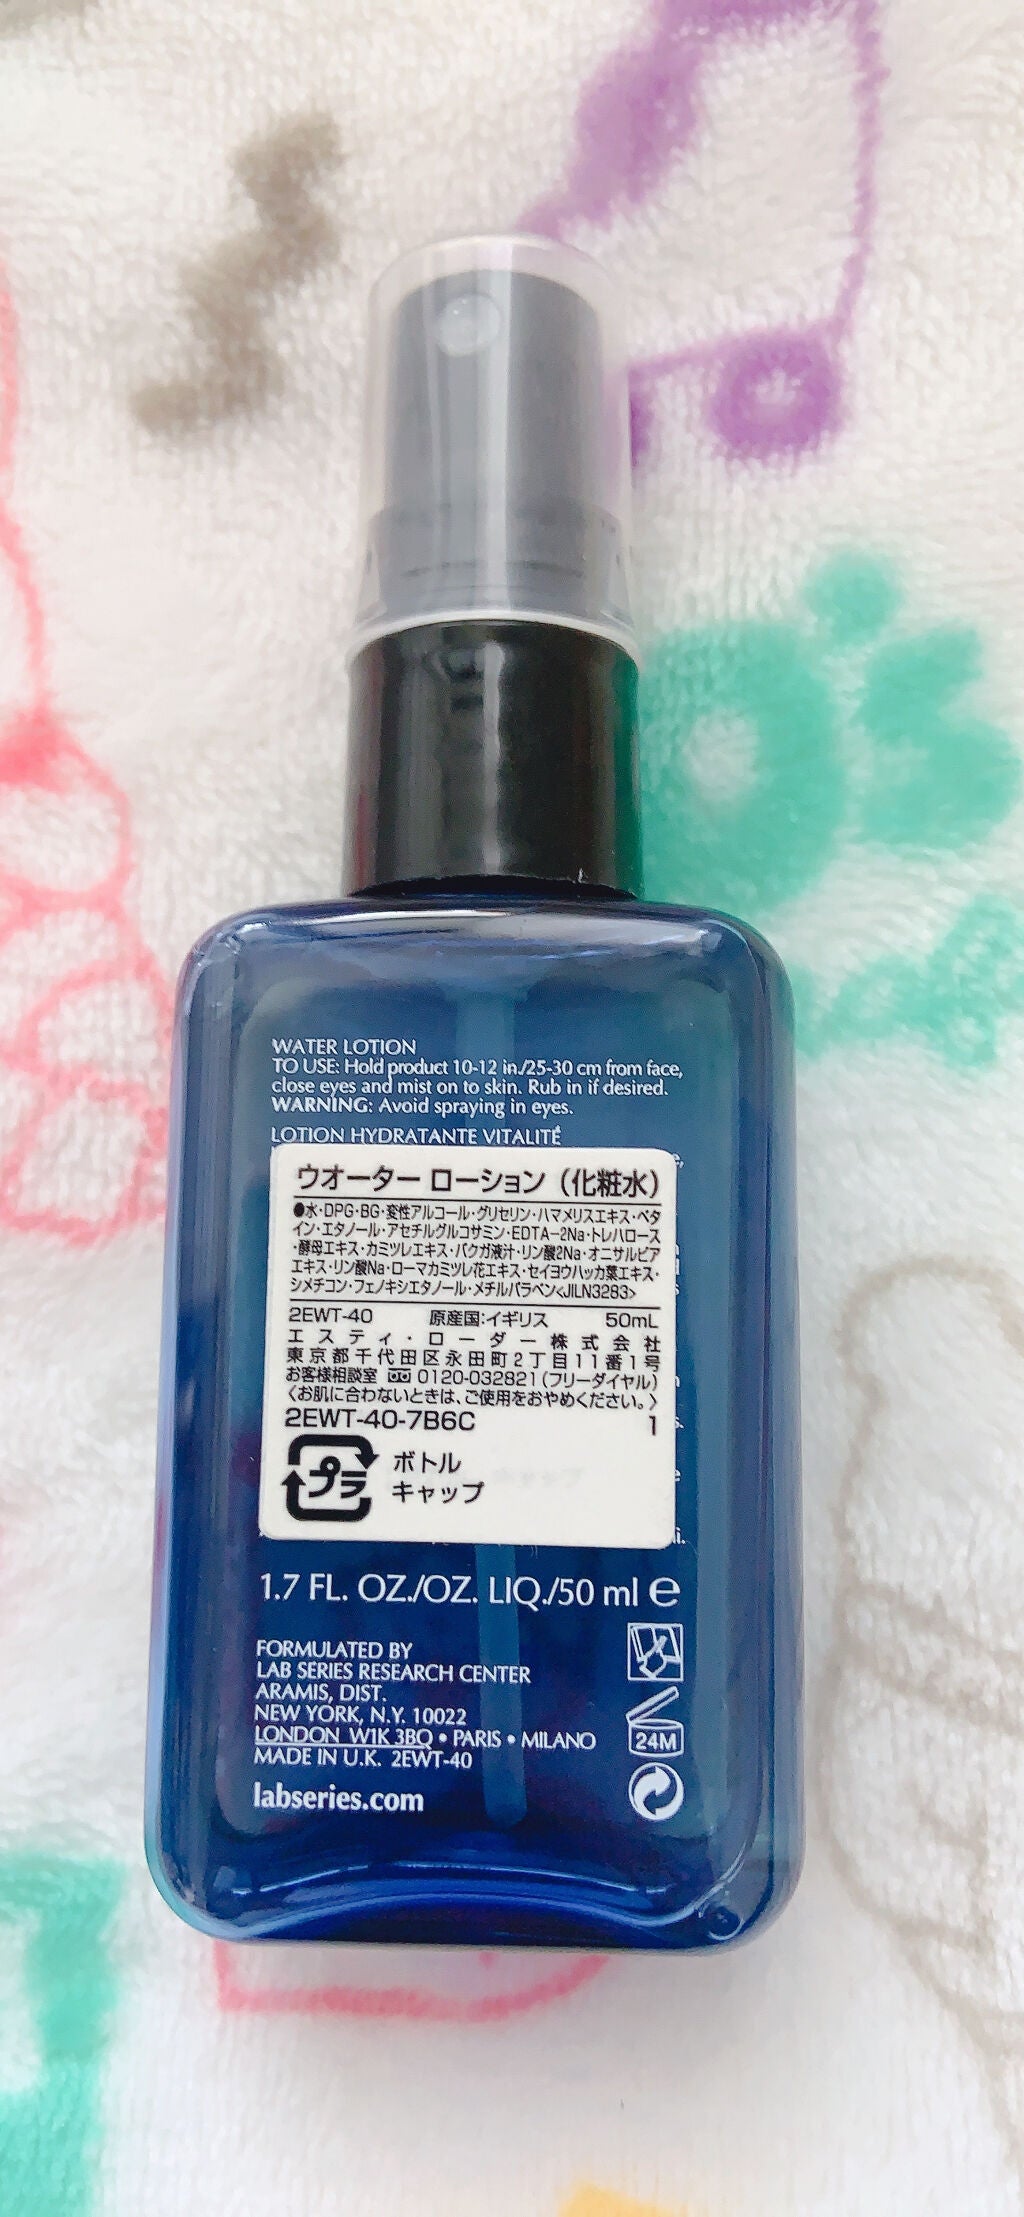 WATER LOTION
TO USE: Hold product 10-12 in./25-30 cm from face,
close eyes and mist on to skin. Rub in if desired.
WARNING: Avoid spraying in eyes.
LOTION HYDRATANTE VITALITÉ
ウオーター ローション（化粧水）
●水・DPG・BG・変性アルコール・グリセリン・ハマメリスエキス・ベタ
イン・エタノール・アセチルグルコサミン・EDTA-2Na・トレハロース
・酵母エキス・カミツレエキス・バクガ液汁・リン酸2Na・オニサルビア
エキス・リン酸Na・ローマカミツレ花エキス・セイヨウハッカ葉エキス・
シメチコン・フェノキシエタノール・メチルパラベン<JILN3283>
2EWT-40 原産国:イギリス 50mL
エスティ・ローダー株式会社
東京都千代田区永田町2丁目11番1号
お客様相談室 0120-032821(フリーダイヤル)
〈お肌に合わないときは、ご使用をおやめください。〉
2EWT-40-7B6C 1
プラ ボトル
キャップ
1.7 FL. OZ./OZ. LIQ./50 ml e
FORMULATED BY
LAB SERIES RESEARCH CENTER
ARAMIS, DIST.
NEW YORK, N.Y. 10022
LONDON W1K 3BQ • PARIS • MILANO
MADE IN U.K. 2EWT-40
24M
labseries.com